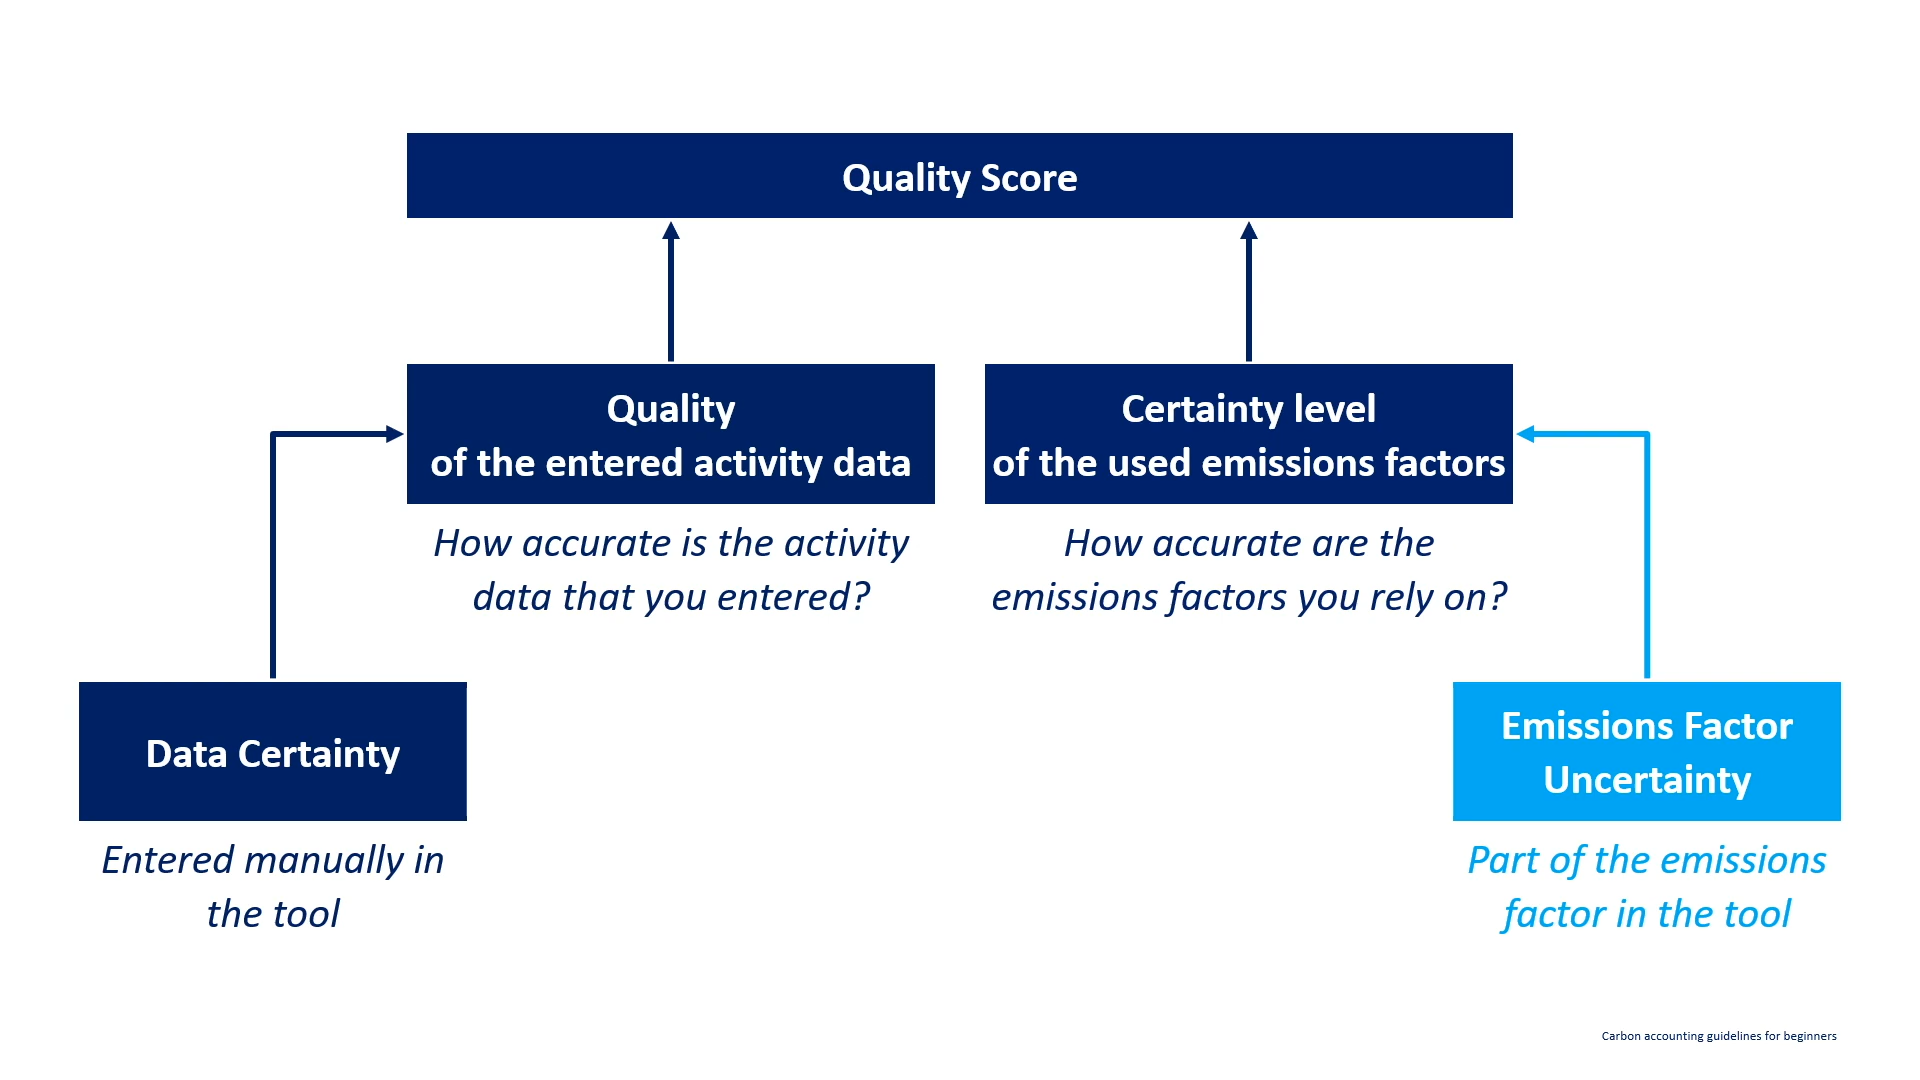 Quality Score
Quality
of the entered activity data
How accurate is the activity
data that you entered?
Certainty level
of the used emissions factors
How accurate are the
emissions factors you rely on?
Data Certainty
Entered manually in
the tool
Emissions Factor
Uncertainty
Part of the emissions
factor in the tool
Carbon accounting guidelines for beginners